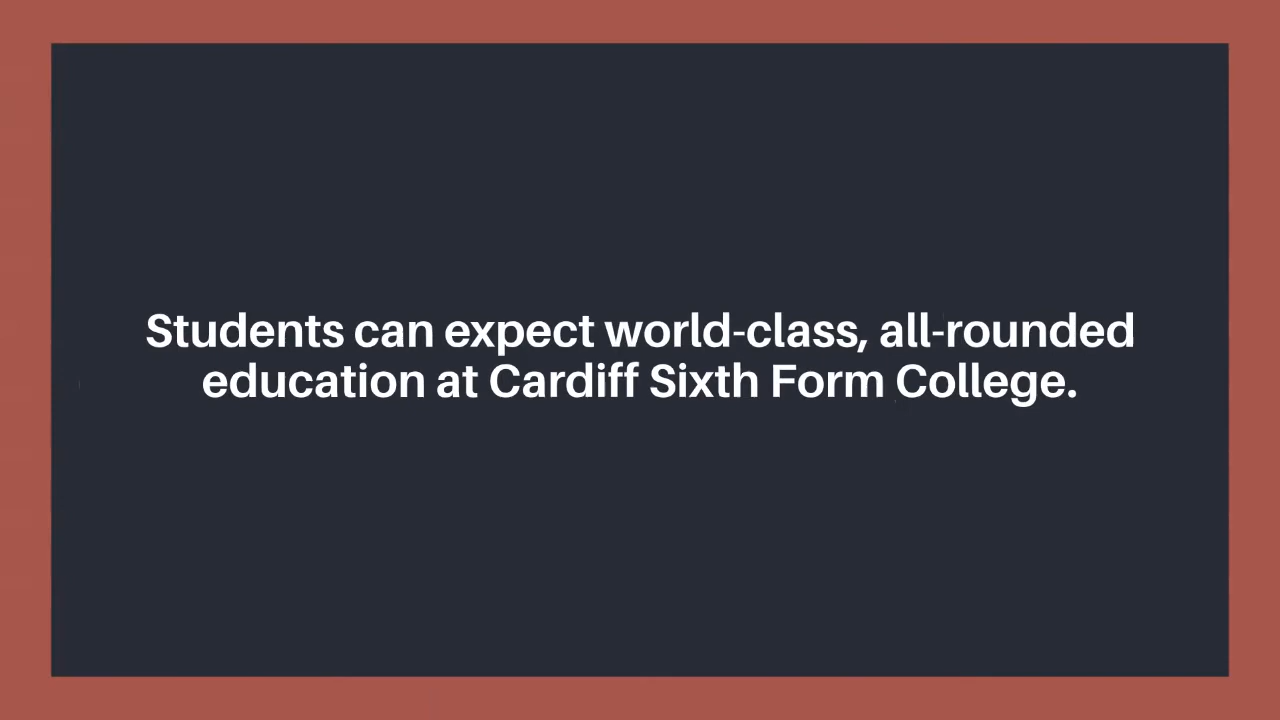 Students can expect world-class, all-rounded
education at Cardiff Sixth Form College.